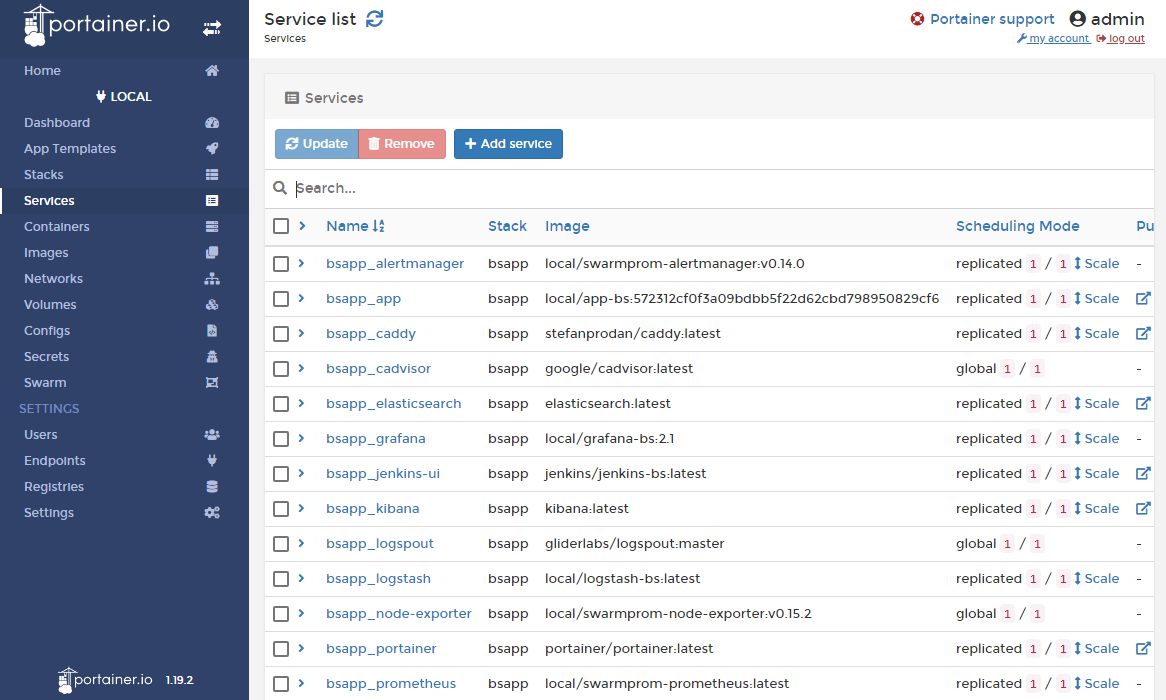 portainer.io
Home
LOCAL
Dashboard
App Templates
Stacks
Services
Containers
Images
Networks
Volumes
Configs
Secrets
Swarm
SETTINGS
Users
Endpoints
Registries
Settings
portainer.io 1.19.2
Service list
Services
Portainer support admin
my account log out
Services
Update Remove Add service
Search...
Name Stack Image Scheduling Mode Pu
bsapp_alertmanager bsapp local/swarmprom-alertmanager:v0.14.0 replicated 1 / 1 Scale -
bsapp_app bsapp local/app-bs:572312cf0f3a09bdbb5f22d62cbd798950829cf6 replicated 1 / 1 Scale
bsapp_caddy bsapp stefanprodan/caddy:latest replicated 1 / 1 Scale
bsapp_cadvisor bsapp google/cadvisor:latest global 1 / 1 -
bsapp_elasticsearch bsapp elasticsearch:latest replicated 1 / 1 Scale
bsapp_grafana bsapp local/grafana-bs:2.1 replicated 1 / 1 Scale -
bsapp_jenkins-ui bsapp jenkins/jenkins-bs:latest replicated 1 / 1 Scale
bsapp_kibana bsapp kibana:latest replicated 1 / 1 Scale
bsapp_logspout bsapp gliderlabs/logspout:master global 1 / 1 -
bsapp_logstash bsapp local/logstash-bs:latest replicated 1 / 1 Scale -
bsapp_node-exporter bsapp local/swarmprom-node-exporter:v0.15.2 global 1 / 1 -
bsapp_portainer bsapp portainer/portainer:latest replicated 1 / 1 Scale
bsapp_prometheus bsapp local/swarmprom-prometheus:latest replicated 1 / 1 Scale -